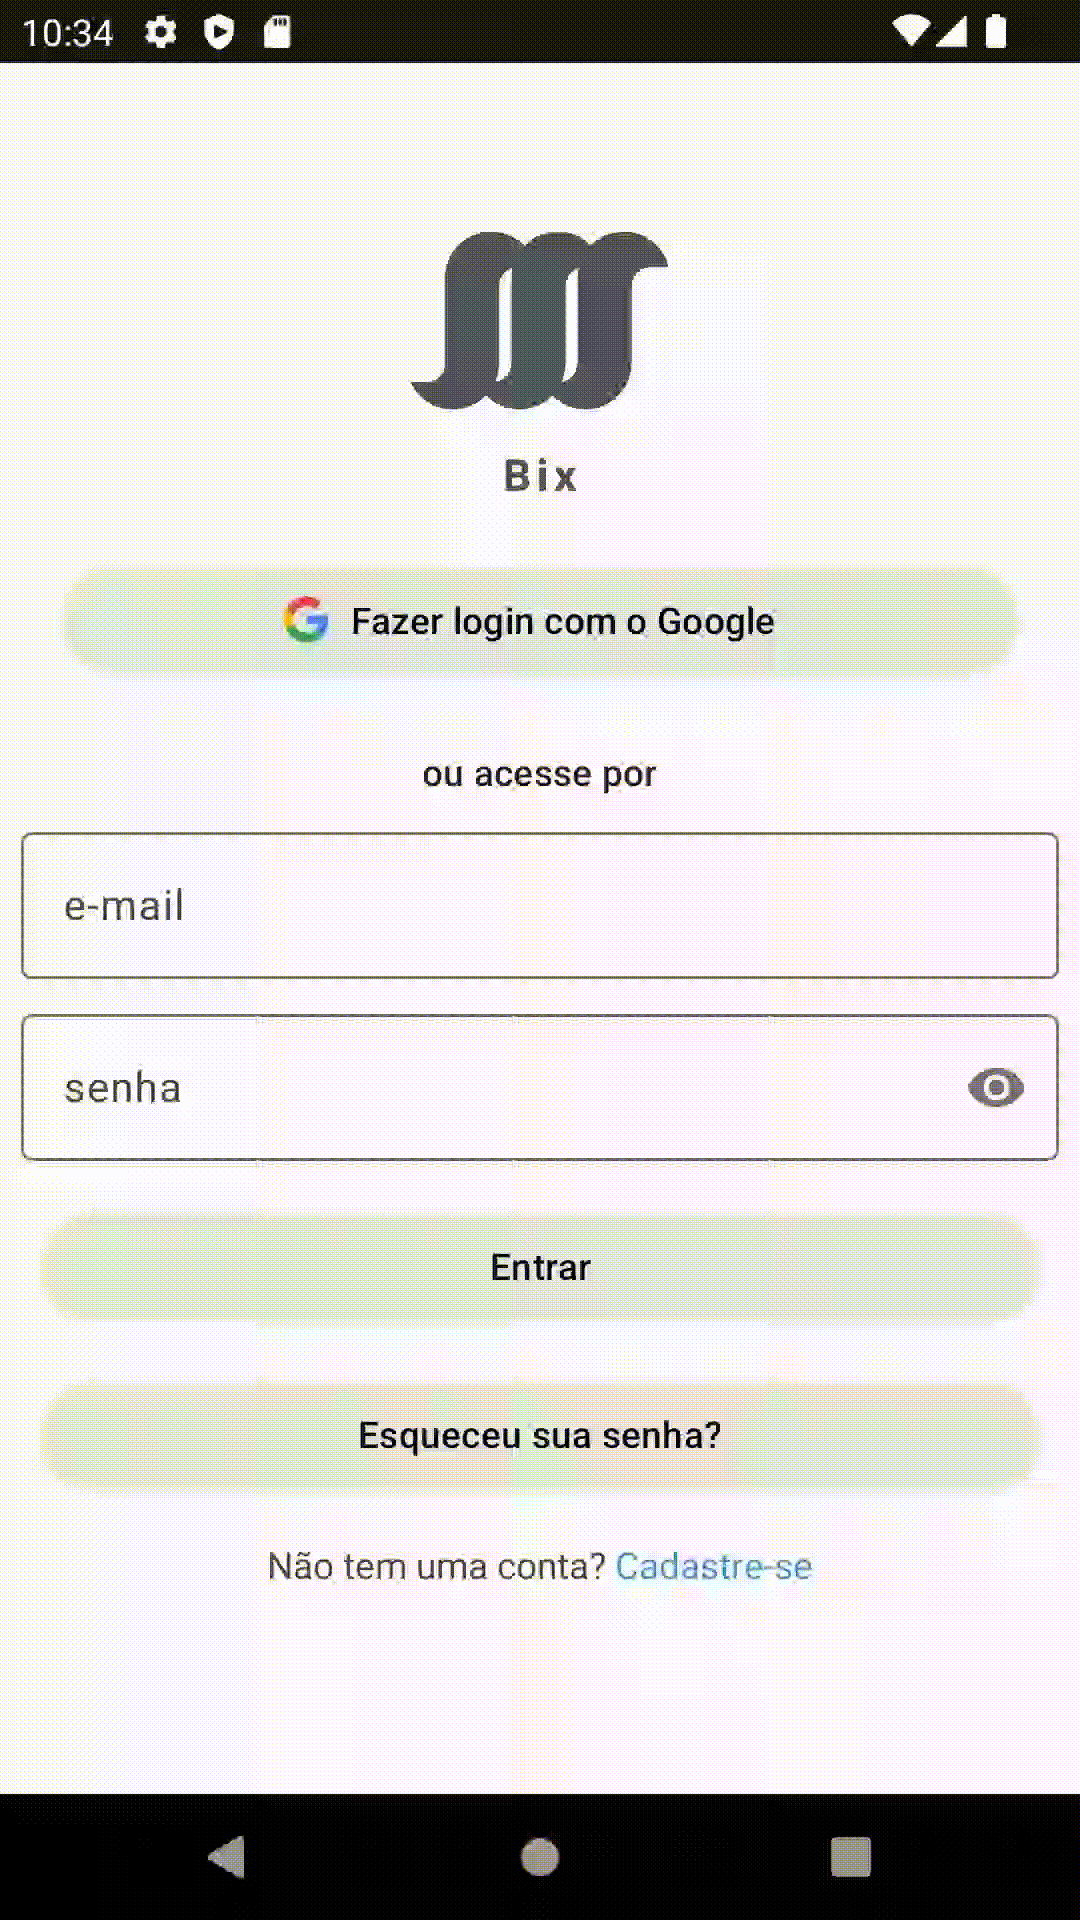 10:34
Bix
Fazer login com o Google
ou acesse por
e-mail
senha
Entrar
Esqueceu sua senha?
Não tem uma conta? Cadastre-se